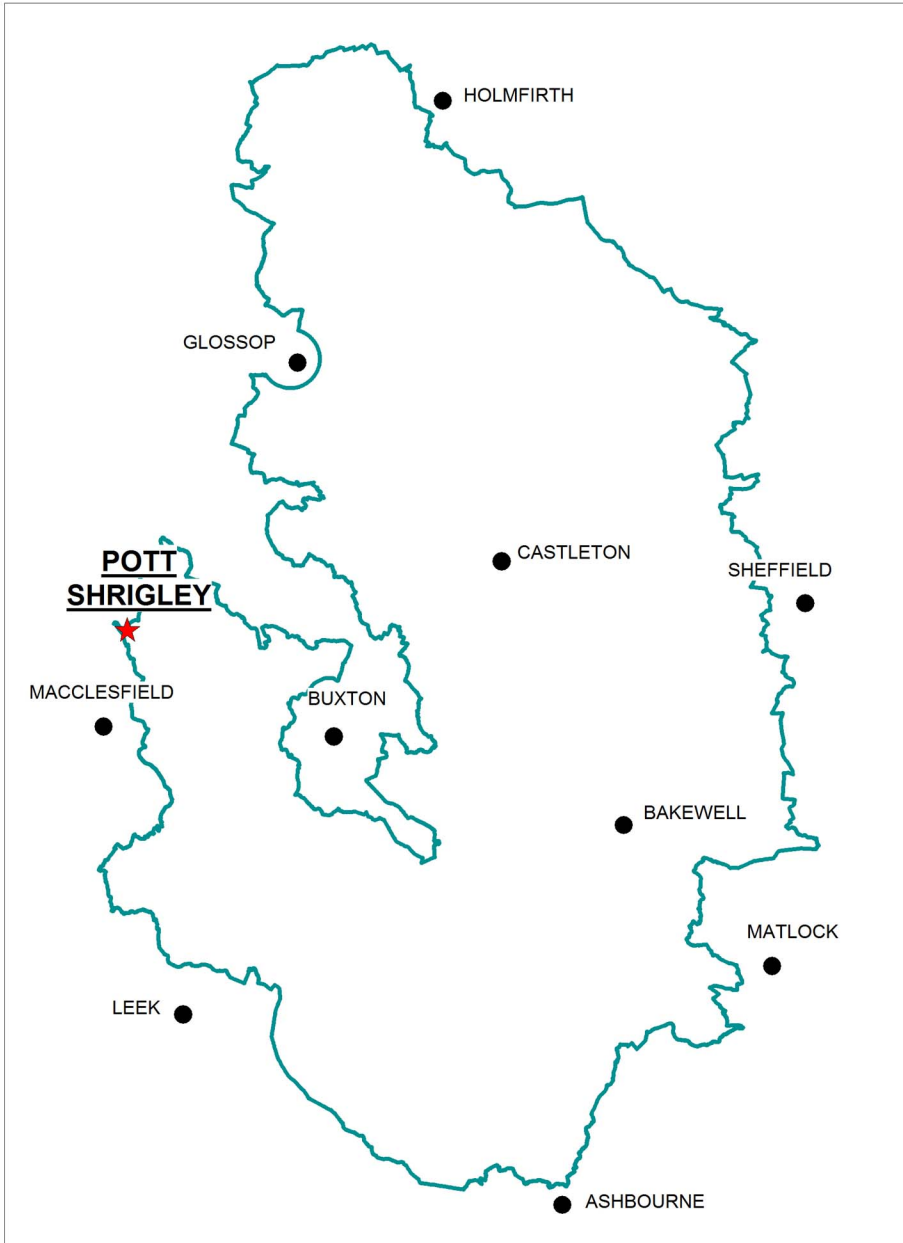 HOLMFIRTH
GLOSSOP
CASTLETON
POTT
SHRIGLEY
SHEFFIELD
MACCLESFIELD
BUXTON
BAKEWELL
MATLOCK
LEEK
ASHBOURNE